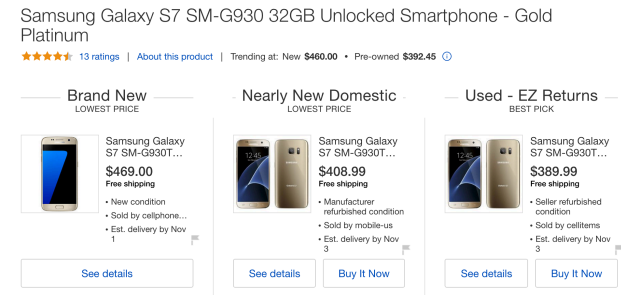 Samsung Galaxy S7 SM-G930 32GB Unlocked Smartphone - Gold
Platinum
13 ratings | About this product | Trending at: New $460.00 • Pre-owned $392.45
Brand New
LOWEST PRICE
Samsung Galaxy
S7 SM-G930T...
$469.00
Free shipping
• New condition
• Sold by cellphone...
• Est. delivery by Nov
1
See details
Nearly New Domestic
LOWEST PRICE
Samsung Galaxy
S7 SM-G930T...
$408.99
Free shipping
• Manufacturer
refurbished condition
• Sold by mobile-us
• Est. delivery by Nov
3
See details
Buy It Now
Used - EZ Returns
BEST PICK
Samsung Galaxy
S7 SM-G930T...
$389.99
Free shipping
• Seller refurbished
condition
• Sold by cellitems
• Est. delivery by Nov
3
See details
Buy It Now